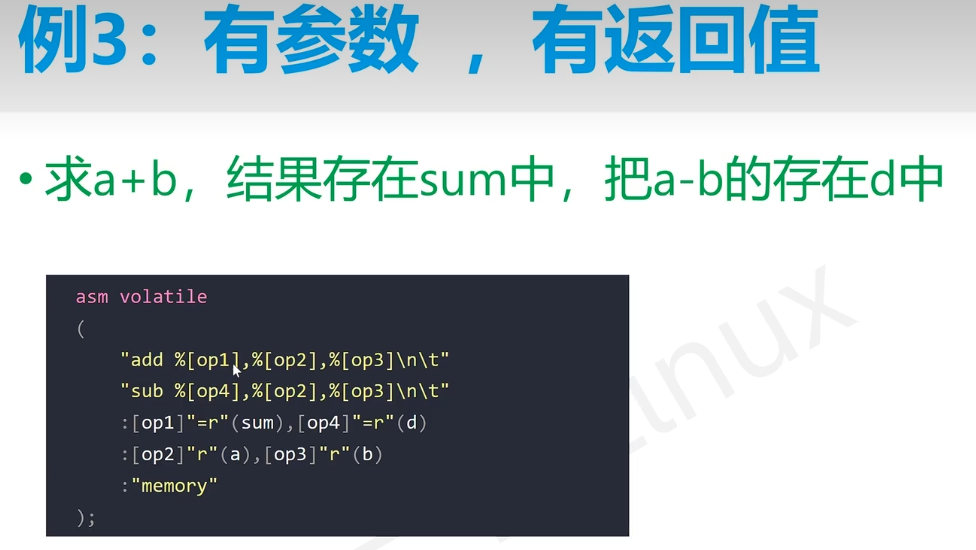 例3：有参数 ，有返回值
• 求a+b，结果存在sum中，把a-b的存在d中
asm volatile
(
"add %[op1],%[op2],%[op3]\n\t"
"sub %[op4],%[op2],%[op3]\n\t"
:[op1]"=r"(sum),[op4]"=r"(d)
:[op2]"r"(a),[op3]"r"(b)
:"memory"
);